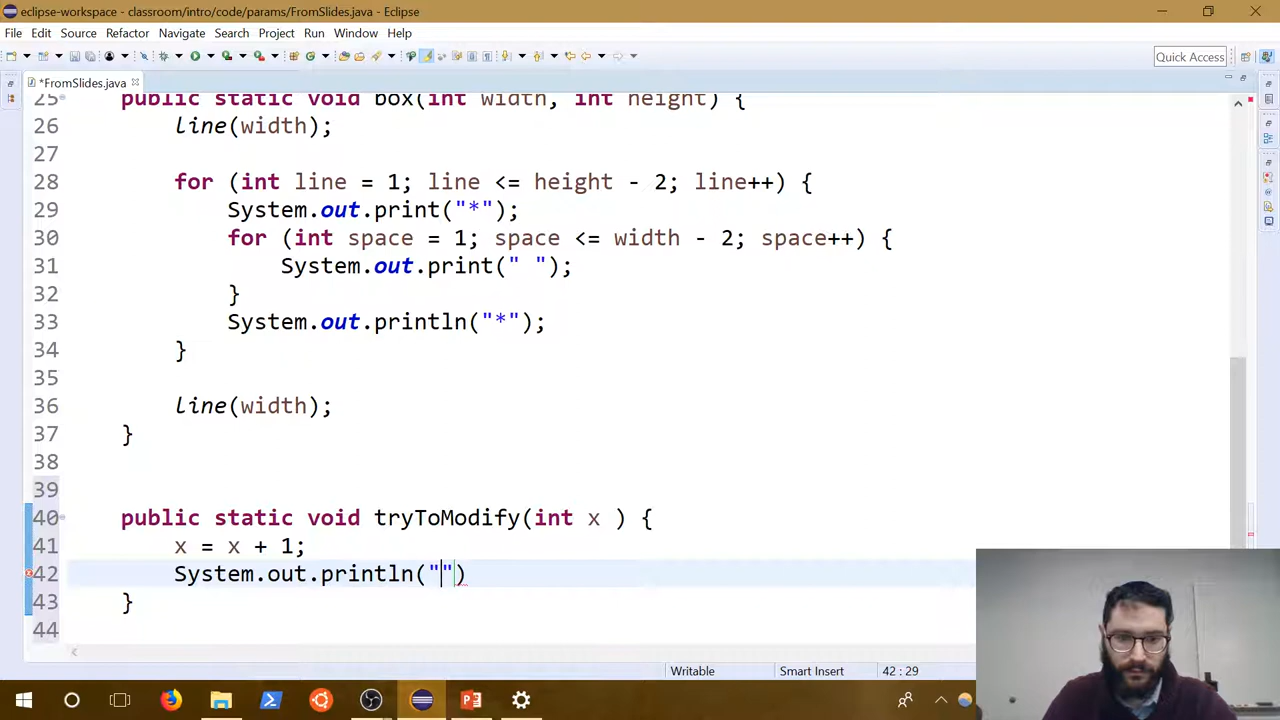 eclipse-workspace - classroom/intro/code/params/FromSlides.java - Eclipse
File Edit Source Refactor Navigate Search Project Run Window Help
Quick Access
*FromSlides.java
25 public static void box(int width, int height) {
26 line(width);
27
28 for (int line = 1; line <= height - 2; line++) {
29 System.out.print("*");
30 for (int space = 1; space <= width - 2; space++) {
31 System.out.print(" ");
32 }
33 System.out.println("*");
34 }
35
36 line(width);
37 }
38
39
40 public static void tryToModify(int x ) {
41 x = x + 1;
42 System.out.println("")
43 }
44
Writable Smart Insert 42 : 29